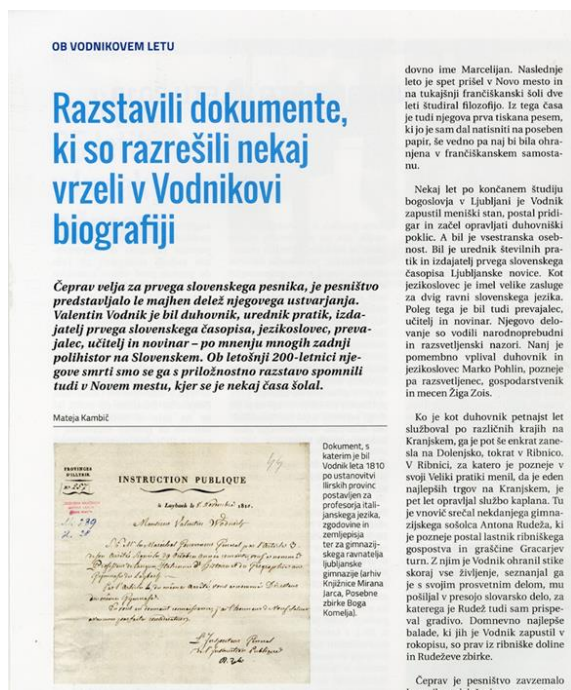 OB VODNIKOVEM LETU
Razstavili dokumente,
ki so razrešili nekaj
vrzeli v Vodnikovi
biografiji
Čeprav velja za prvega slovenskega pesnika, je pesništvo
predstavljalo le majhen delež njegovega ustvarjanja.
Valentin Vodnik je bil duhovnik, urednik pratik, izda-
jatelj prvega slovenskega časopisa, jezikoslovec, preva-
jalec, učitelj in novinar – po mnenju mnogih zadnji
polihistor na Slovenskem. Ob letošnji 200-letnici nje-
gove smrti smo se ga s priložnostno razstavo spomnili
tudi v Novem mestu, kjer se je nekaj časa šolal.
Mateja Kambič
PROVINCES
D'ILLYRIE.
INSTRUCTION PUBLIQUE
Monsieur Valentin Vodnik
Dokument, s
katerim je bil
Vodnik leta 1810
po ustanovitvi
Ilirskih provinc
postavljen za
profesorja itali-
janskega jezika,
zgodovine in
zemljepisja
ter za gimnazij-
skega ravnatelja
ljubljanske
gimnazije (arhiv
Knjižnice Mirana
Jarca, Posebne
zbirke Boga
Komelja).
dovno ime Marcelijan. Naslednje
leto je spet prišel v Novo mesto in
na tukajšnji frančiškanski šoli dve
leti študiral filozofijo. Iz tega časa
je tudi njegova prva tiskana pesem,
ki jo je sam dal natisniti na poseben
papir, še vedno pa naj bi bila ohra-
njena v frančiškanskem samosta-
nu.
Nekaj let po končanem študiju
bogoslovja v Ljubljani je Vodnik
zapustil meniški stan, postal pridi-
gar in začel opravljati duhovniški
poklic. A bil je vsestranska oseb-
nost. Bil je urednik številnih pra-
tik in izdajatelj prvega slovenskega
časopisa Ljubljanske novice. Kot
jezikoslovec je imel velike zasluge
za dvig ravni slovenskega jezika.
Poleg tega je bil tudi prevajalec,
učitelj in novinar. Njegovo delo-
vanje so vodili narodnoprebudni
in razsvetljenski nazori. Nanj je
pomembno vplival duhovnik in
jezikoslovec Marko Pohlin, pozneje
pa razsvetljenec, gospodarstvenik
in mecen Žiga Zois.
Ko je kot duhovnik petnajst let
služboval po različnih krajih na
Kranjskem, ga je pot še enkrat zane-
sla na Dolenjsko, tokrat v Ribnico.
V Ribnici, za katero je pozneje v
svoji Veliki pratiki menil, da je eden
najlepših trgov na Kranjskem, je
pet let opravljal službo kaplana. Tu
je vnovič srečal nekdanjega gimna-
zijskega sošolca Antona Rudeža, ki
je pozneje postal lastnik ribniškega
gospostva in graščine Gracarjev
turn. Z njim je Vodnik ohranil stike
skoraj vse življenje, seznanjal ga
je s svojim prosvetnim delom, mu
pošiljal v presojo slovarsko delo, za
katerega je Rudež tudi sam prispe-
val gradivo. Domnevno najlepše
balade, ki jih je Vodnik zapustil v
rokopisu, so prav iz ribniške doline
in Rudeževe zbirke.
Čeprav je pesništvo zavzemalo